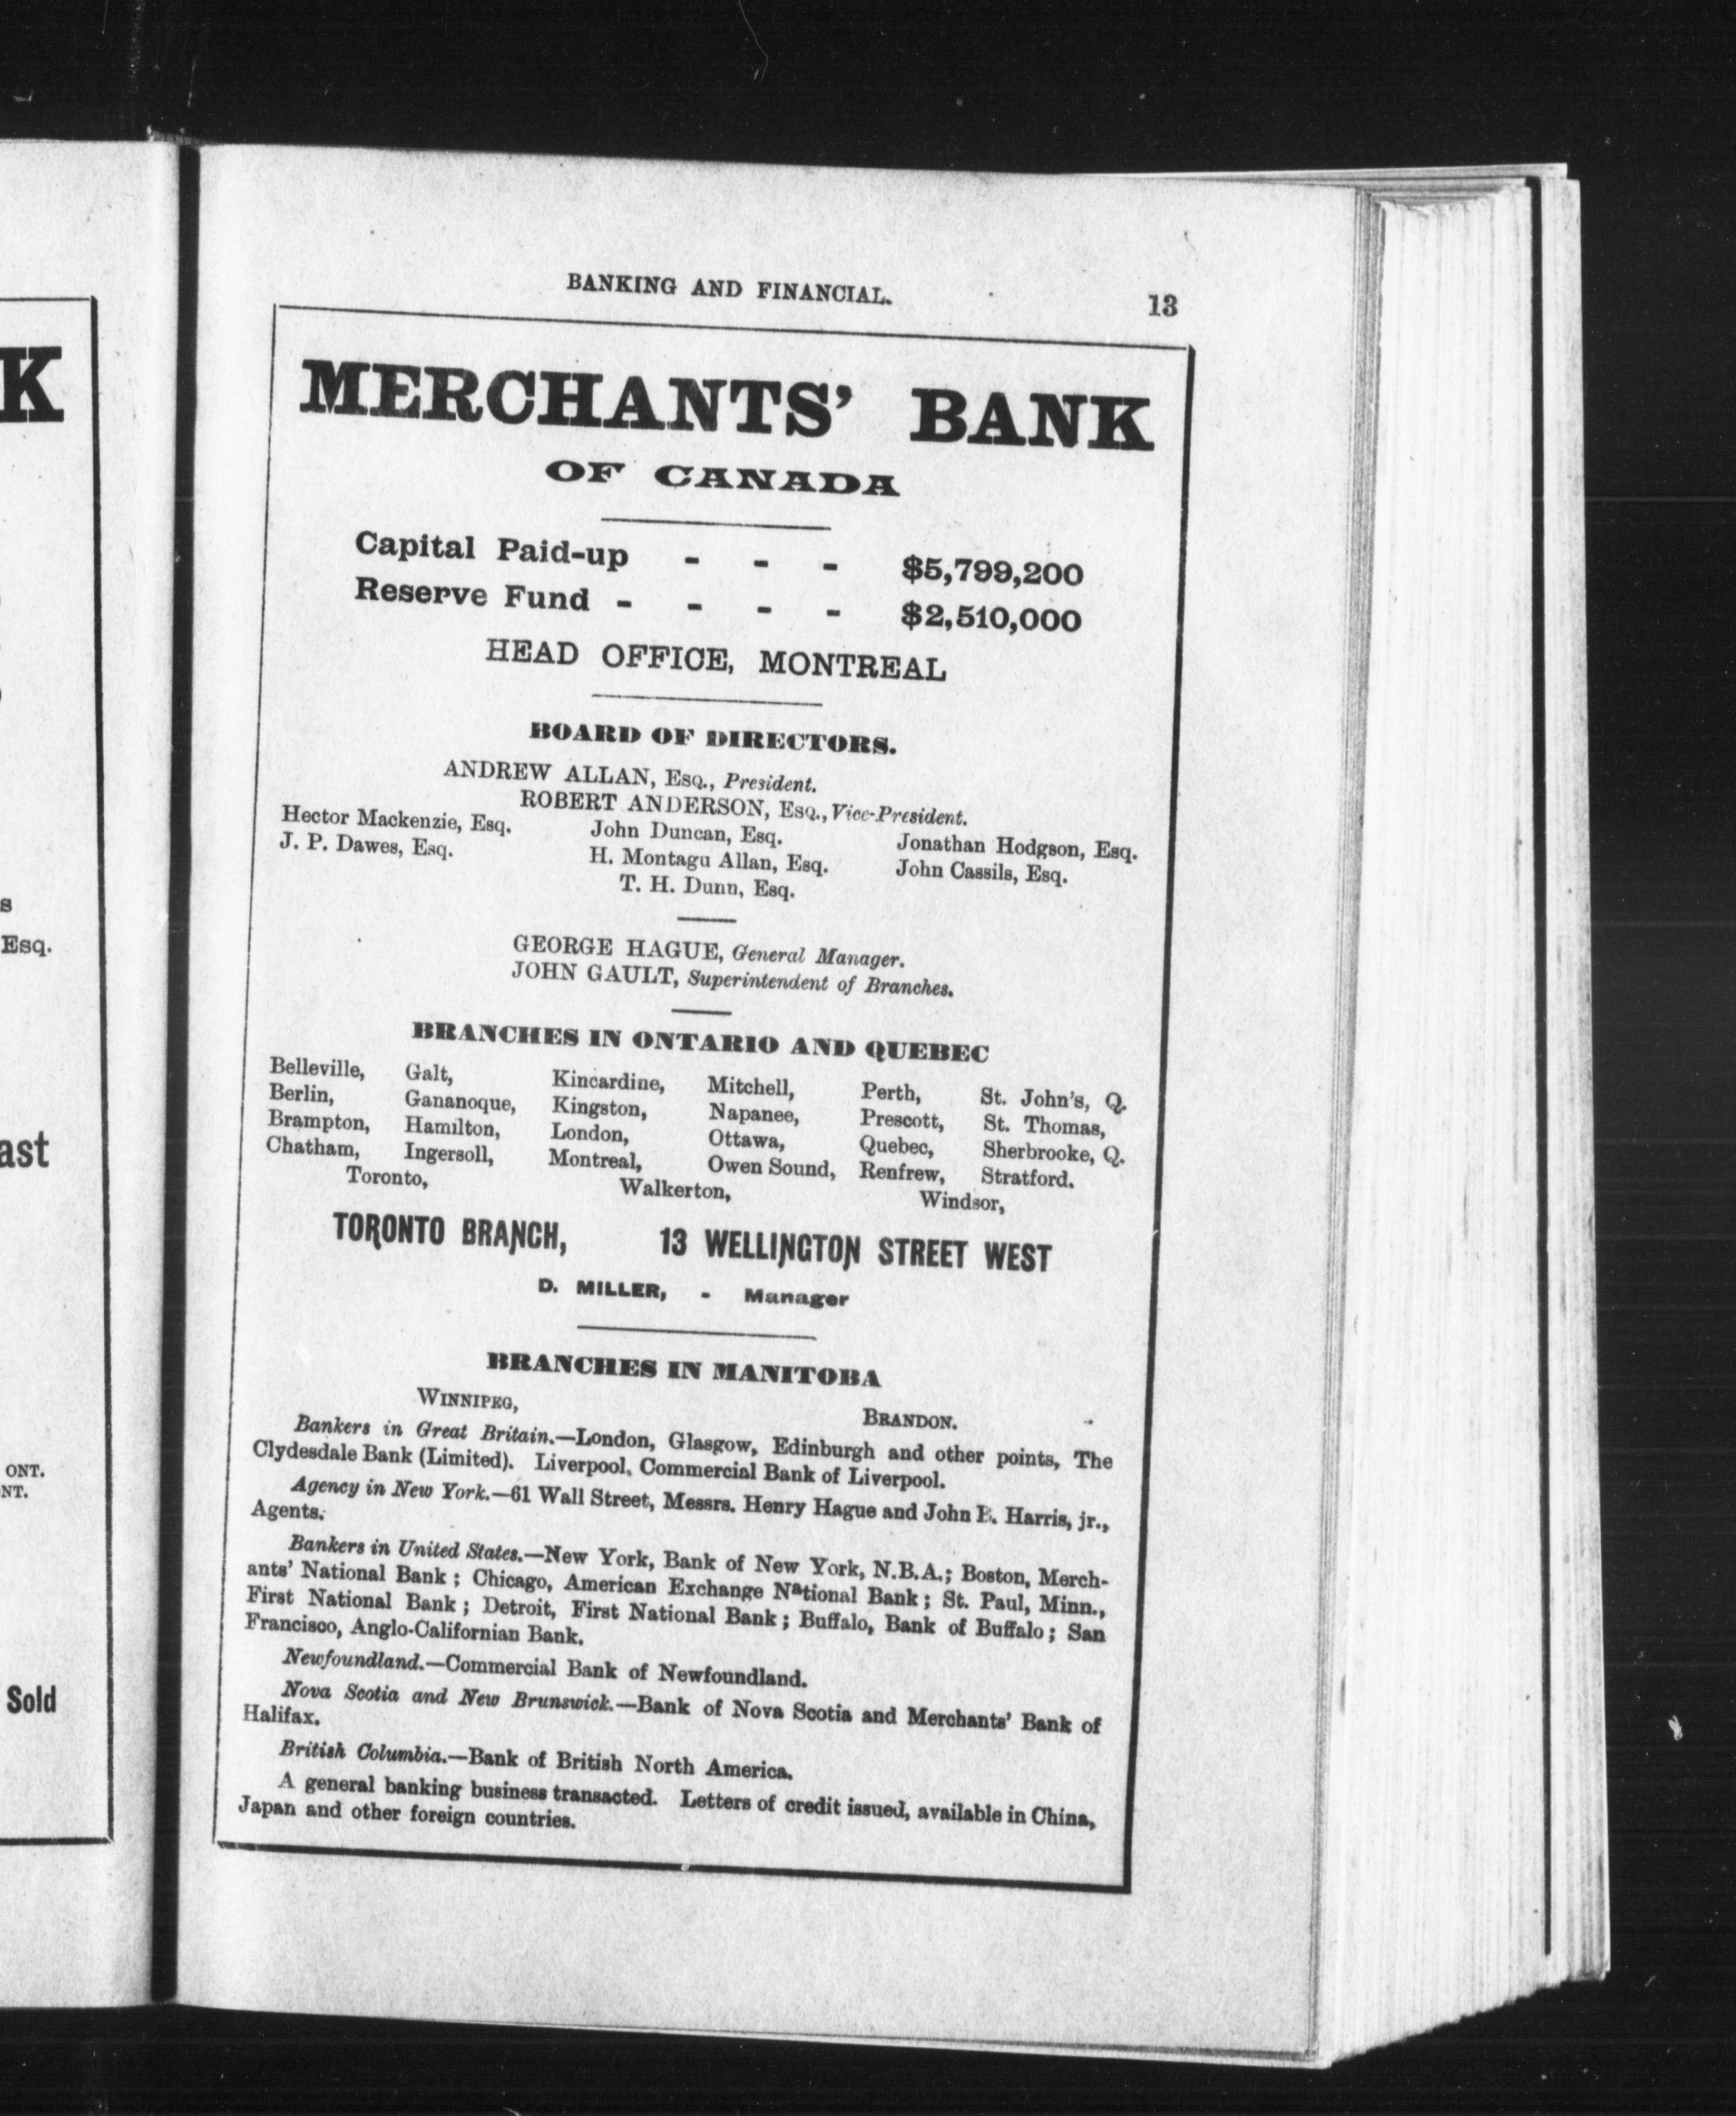 BANKING AND FINANCIAL. 13
MERCHANTS' BANK
OF CANADA
Capital Paid-up - - - $5,799,200
Reserve Fund - - - - $2,510,000
HEAD OFFICE, MONTREAL
BOARD OF DIRECTORS.
ANDREW ALLAN, Esq., President.
ROBERT ANDERSON, Esq., Vice-President.
Hector Mackenzie, Esq. John Duncan, Esq. Jonathan Hodgson, Esq.
J. P. Dawes, Esq. H. Montagu Allan, Esq. John Cassils, Esq.
T. H. Dunn, Esq.
GEORGE HAGUE, General Manager.
JOHN GAULT, Superintendent of Branches.
BRANCHES IN ONTARIO AND QUEBEC
Belleville, Galt, Kincardine, Mitchell, Perth, St. John's, Q.
Berlin, Gananoque, Kingston, Napanee, Prescott, St. Thomas,
Brampton, Hamilton, London, Ottawa, Quebec, Sherbrooke, Q.
Chatham, Ingersoll, Montreal, Owen Sound, Renfrew, Stratford.
Toronto, Walkerton, Windsor,
TORONTO BRANCH, 13 WELLINGTON STREET WEST
D. MILLER, - Manager
BRANCHES IN MANITOBA
WINNIPEG, BRANDON.
Bankers in Great Britain.—London, Glasgow, Edinburgh and other points, The
Clydesdale Bank (Limited). Liverpool, Commercial Bank of Liverpool.
Agency in New York.—61 Wall Street, Messrs. Henry Hague and John B. Harris, jr.,
Agents.
Bankers in United States.—New York, Bank of New York, N.B.A.; Boston, Merch-
ants' National Bank; Chicago, American Exchange National Bank; St. Paul, Minn.,
First National Bank; Detroit, First National Bank; Buffalo, Bank of Buffalo; San
Francisco, Anglo-Californian Bank.
Newfoundland.—Commercial Bank of Newfoundland.
Nova Scotia and New Brunswick.—Bank of Nova Scotia and Merchants' Bank of
Halifax.
British Columbia.—Bank of British North America.
A general banking business transacted. Letters of credit issued, available in China,
Japan and other foreign countries.
K
Esq.
ONT.
Sold